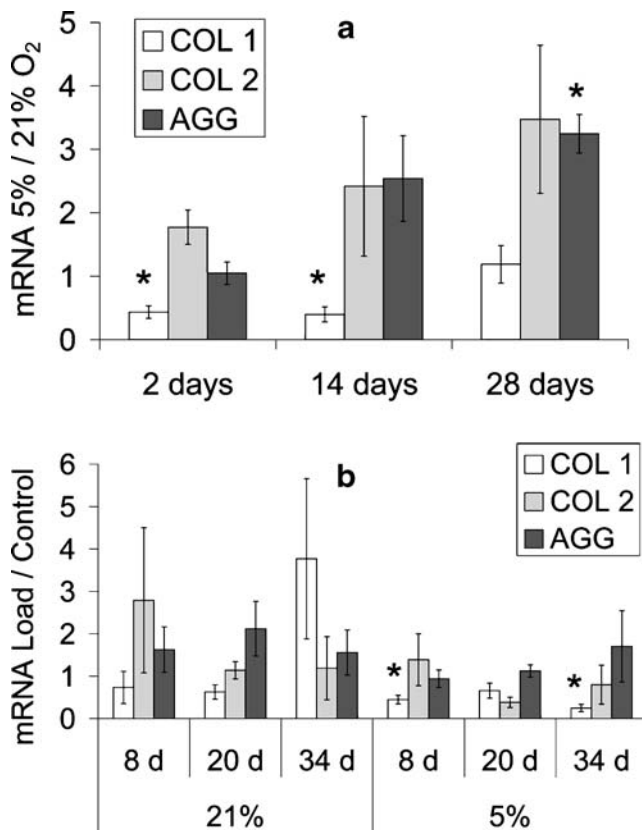 a
mRNA 5% / 21% O₂
5
4
3
2
1
0
COL 1
COL 2
AGG
*
*
*
2 days
14 days
28 days
b
mRNA Load / Control
6
5
4
3
2
1
0
COL 1
COL 2
AGG
*
*
8 d 20 d 34 d 8 d 20 d 34 d
21% 5%